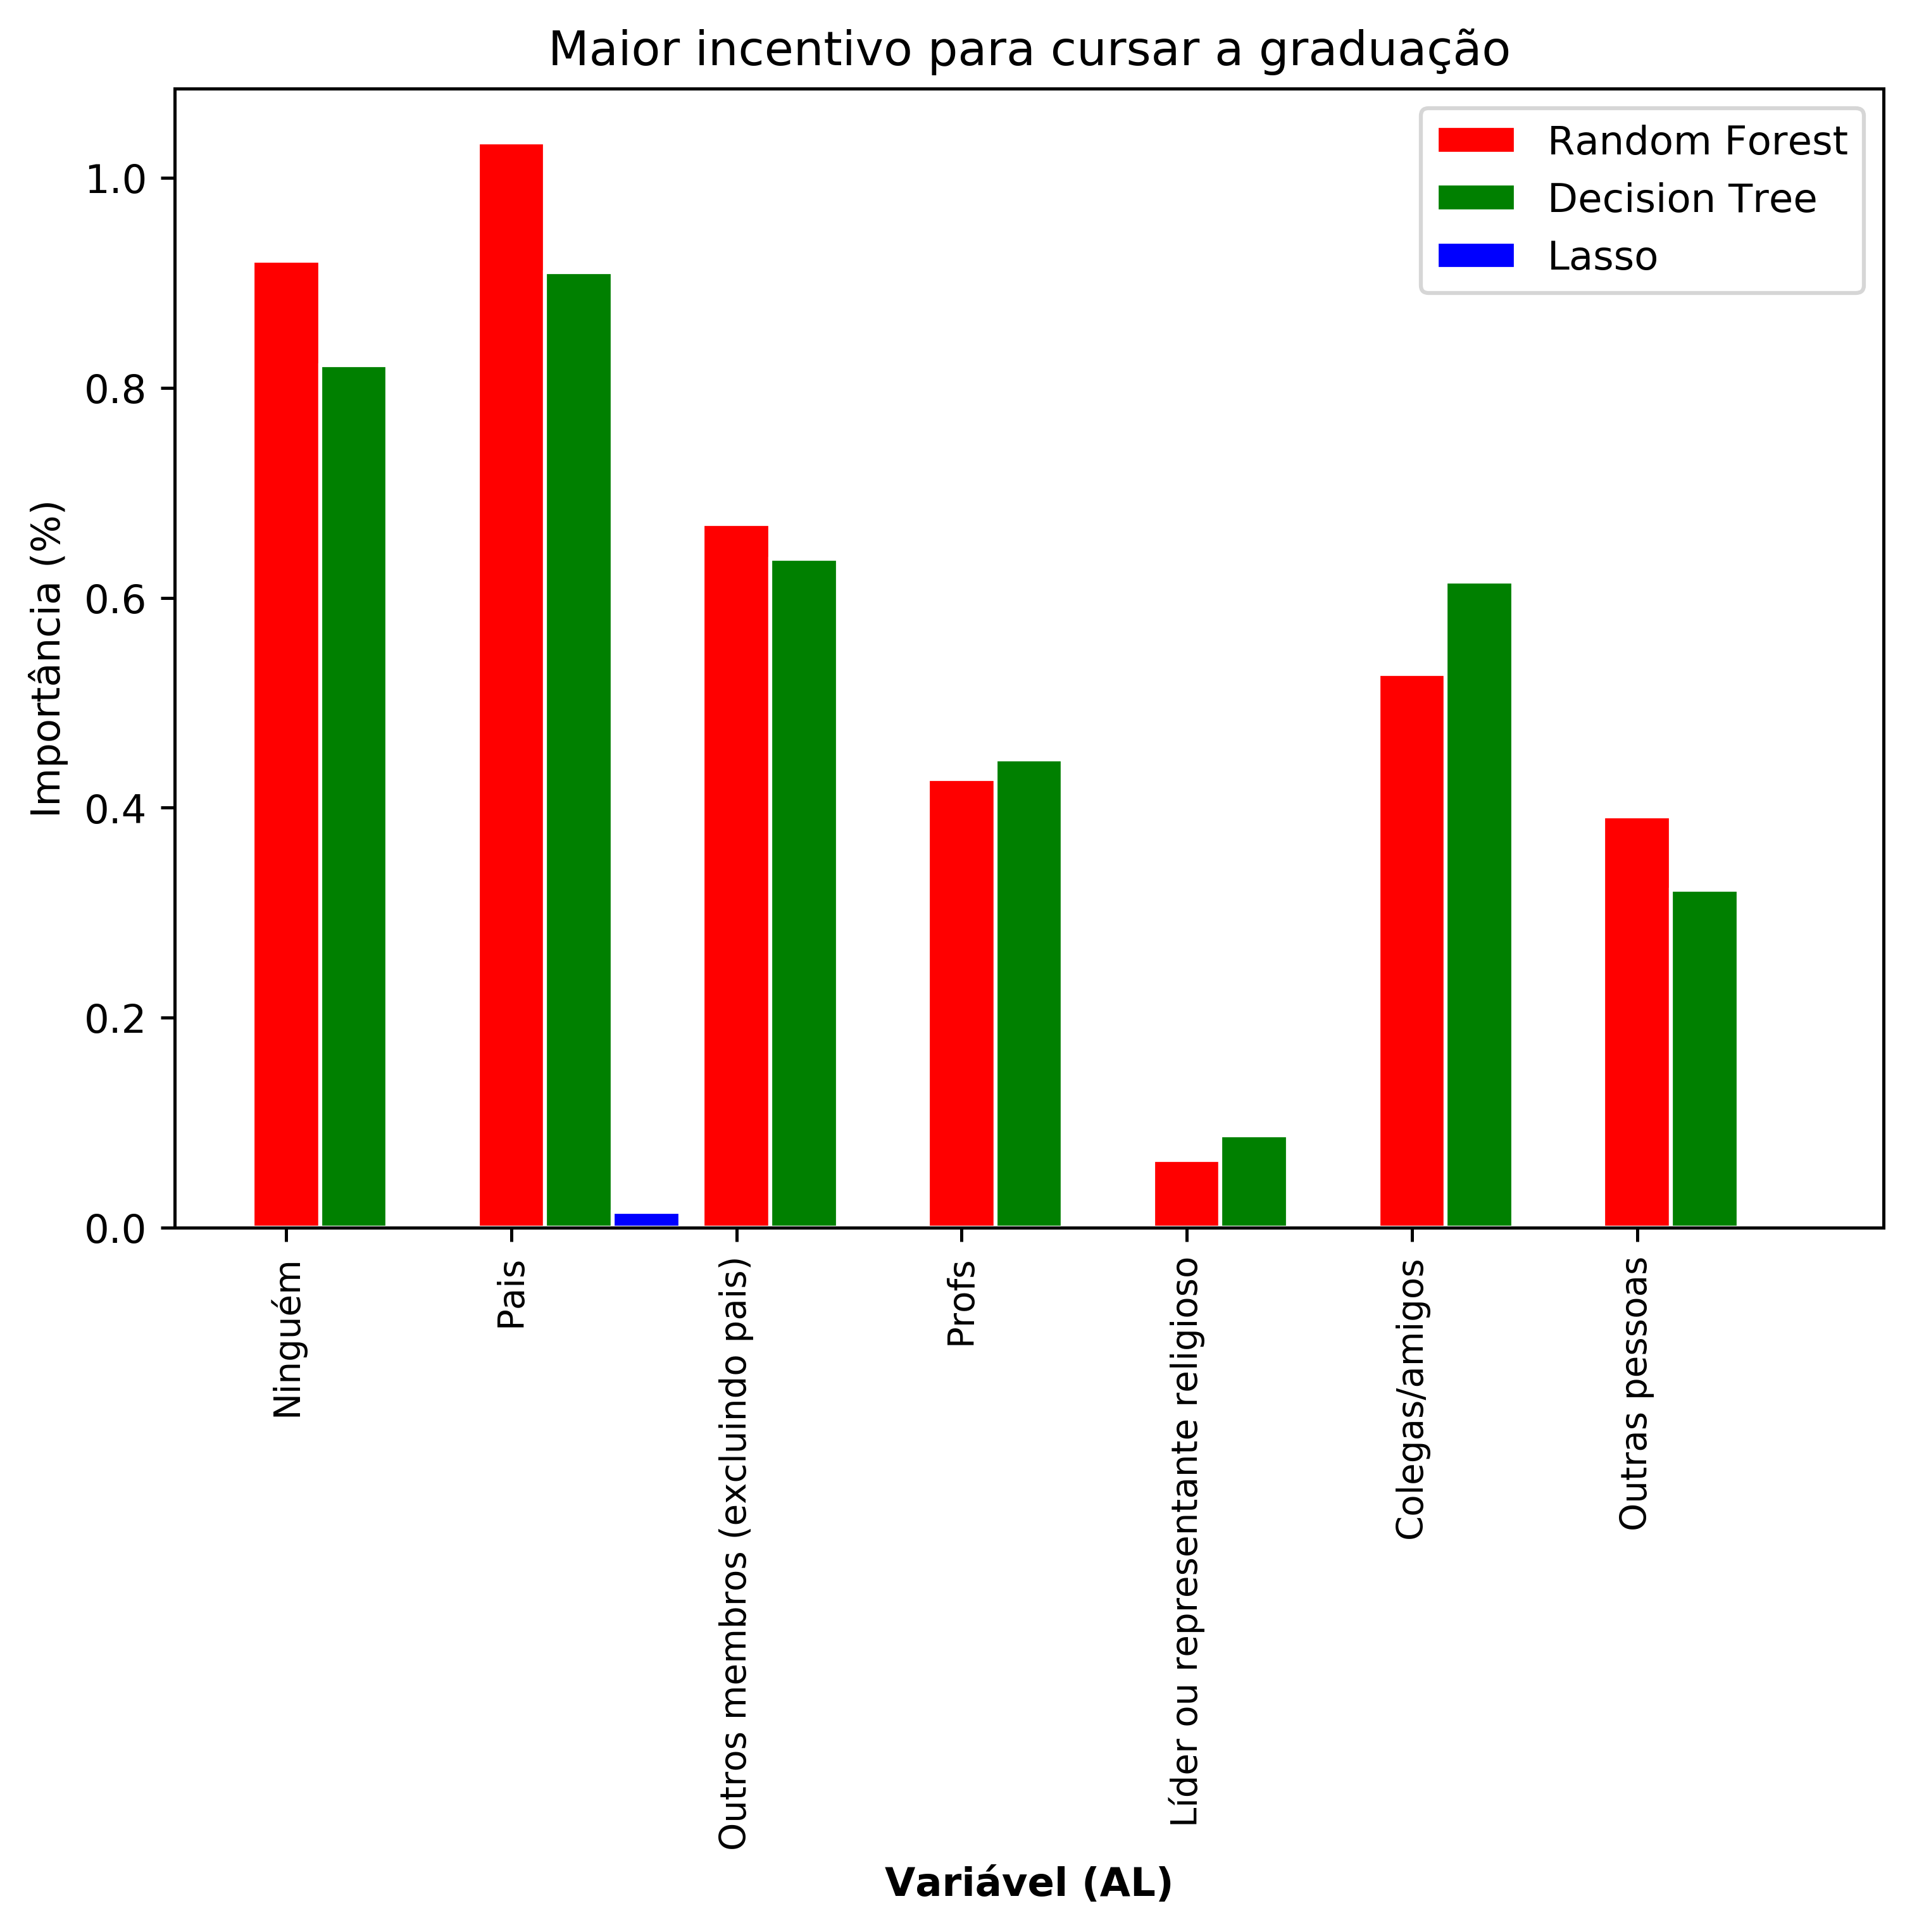 Maior incentivo para cursar a graduação
Random Forest
Decision Tree
Lasso
Importância (%)
1.0
0.8
0.6
0.4
0.2
0.0
Ninguém
Pais
Outros membros (excluindo pais)
Profs
Líder ou representante religioso
Colegas/amigos
Outras pessoas
Variável (AL)